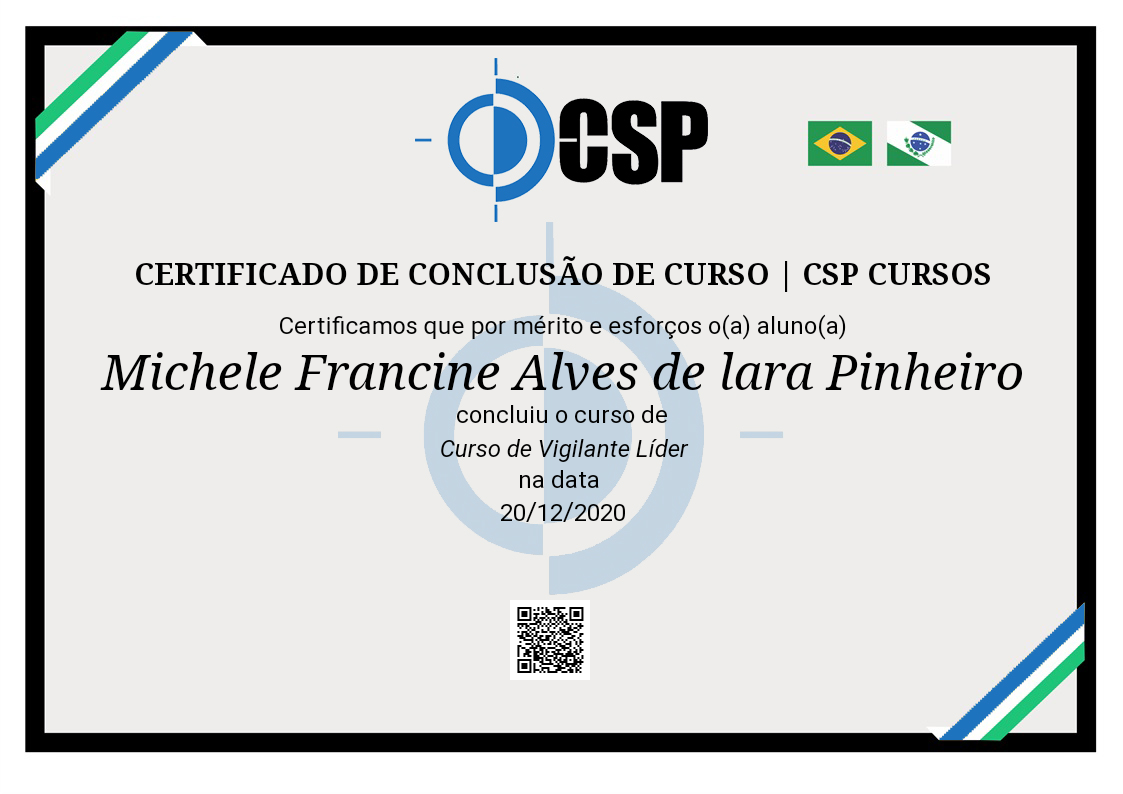 CSP
CERTIFICADO DE CONCLUSÃO DE CURSO | CSP CURSOS
Certificamos que por mérito e esforços o(a) aluno(a)
Michele Francine Alves de lara Pinheiro
concluiu o curso de
Curso de Vigilante Líder
na data
20/12/2020